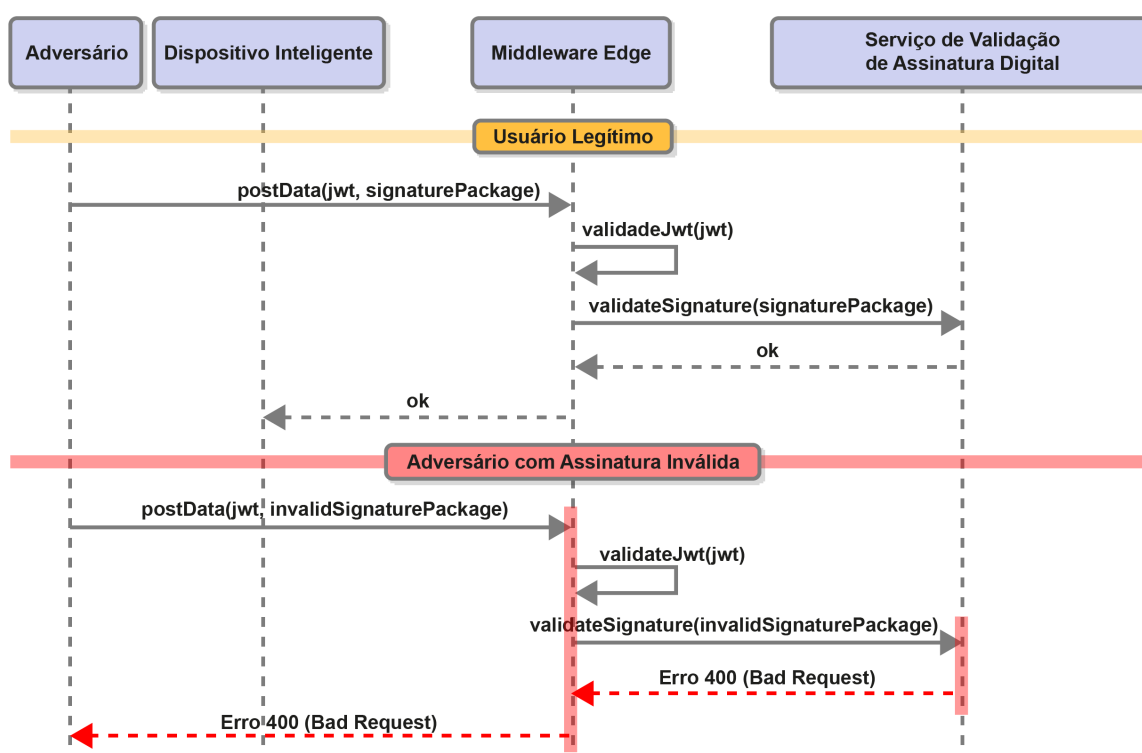 Adversário
Dispositivo Inteligente
Middleware Edge
Serviço de Validação
de Assinatura Digital
Usuário Legítimo
postData(jwt, signaturePackage)
validadeJwt(jwt)
validateSignature(signaturePackage)
ok
ok
Adversário com Assinatura Inválida
postData(jwt, invalidSignaturePackage)
validateJwt(jwt)
validateSignature(invalidSignaturePackage)
Erro 400 (Bad Request)
Erro 400 (Bad Request)